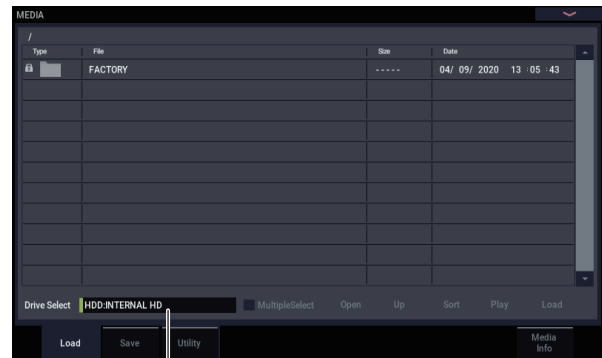 MEDIA
/
Type File Size Date
FACTORY ----- 04/ 09/ 2020 13 :05 :43
Drive Select HDD:INTERNAL HD MultipleSelect Open Up Sort Play Load
Load Save Utility Media
Info